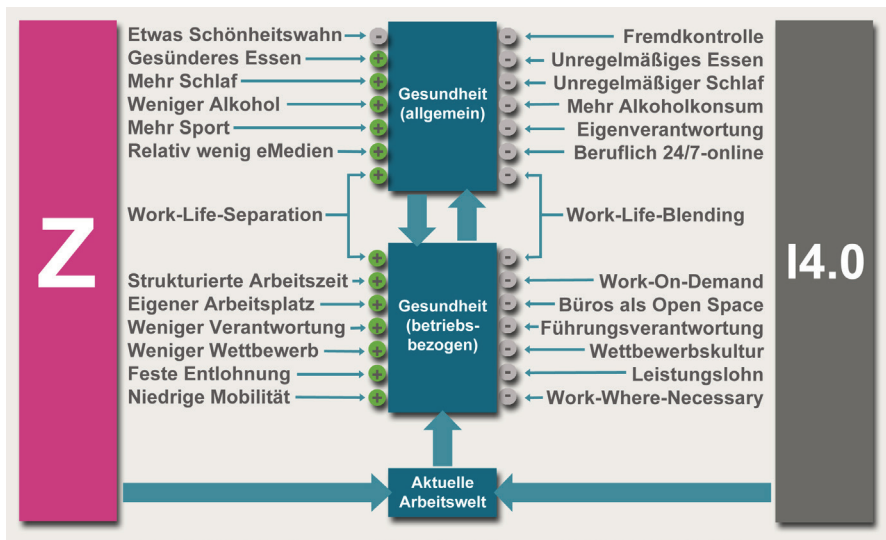 Z
Etwas Schönheitswahn
Gesünderes Essen
Mehr Schlaf
Weniger Alkohol
Mehr Sport
Relativ wenig eMedien
Work-Life-Separation
Strukturierte Arbeitszeit
Eigener Arbeitsplatz
Weniger Verantwortung
Weniger Wettbewerb
Feste Entlohnung
Niedrige Mobilität
-
+
+
+
+
+
+
+
+
+
+
+
+
+
Gesundheit
(allgemein)
Gesundheit
(betriebs-
bezogen)
Aktuelle
Arbeitswelt
-
-
-
-
-
-
-
-
-
-
-
-
-
-
Fremdkontrolle
Unregelmäßiges Essen
Unregelmäßiger Schlaf
Mehr Alkoholkonsum
Eigenverantwortung
Beruflich 24/7-online
Work-Life-Blending
Work-On-Demand
Büros als Open Space
Führungsverantwortung
Wettbewerbskultur
Leistungslohn
Work-Where-Necessary
I4.0